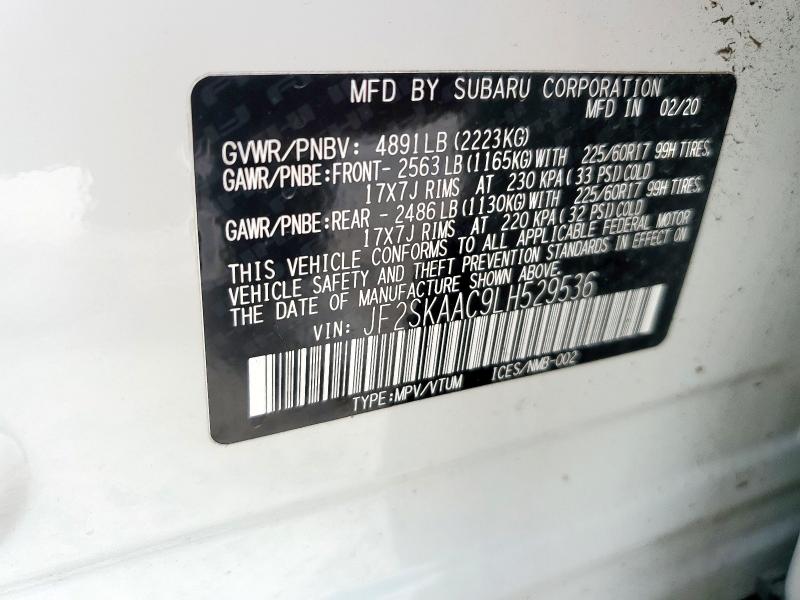 MFD BY SUBARU CORPORATION
MFD IN 02/20
GVWR/PNBV: 4891LB (2223KG)
GAWR/PNBE:FRONT- 2563 LB (1165KG) WITH 225/60R17 99H TIRES,
17X7J RIMS AT 230 KPA ( 33 PSI) COLD
GAWR/PNBE:REAR - 2486 LB (1130KG) WITH 225/60R17 99H TIRES,
17X7J RIMS AT 220 KPA ( 32 PSI) COLD
THIS VEHICLE CONFORMS TO ALL APPLICABLE FEDERAL MOTOR
VEHICLE SAFETY AND THEFT PREVENTION STANDARDS IN EFFECT ON
THE DATE OF MANUFACTURE SHOWN ABOVE.
VIN: JF2SKAAC9LH529536
TYPE:MPV/VTUM ICES/NMB-002